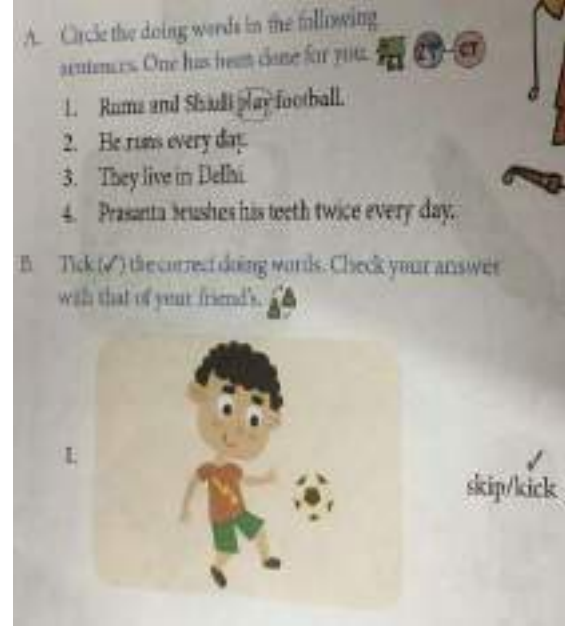 A. Circle the doing words in the following
sentences. One has been done for you. CT
1. Rama and play football.
2. He runs every day.
3. They live in Delhi.
4. Prasanta brushes his teeth twice every day.
B. Tick (✓) the correct doing words. Check your answer
with that of your friend's.
1.
✓
skip/kick